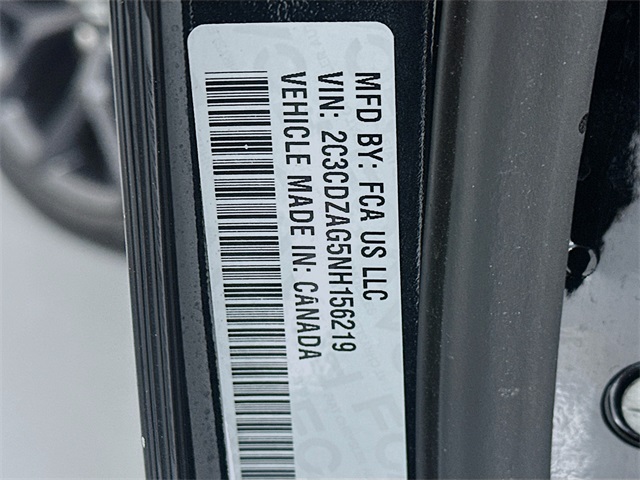 MFD BY: FCA US LLC
VIN: 2C3CDZAG5NH156219
VEHICLE MADE IN: CANADA